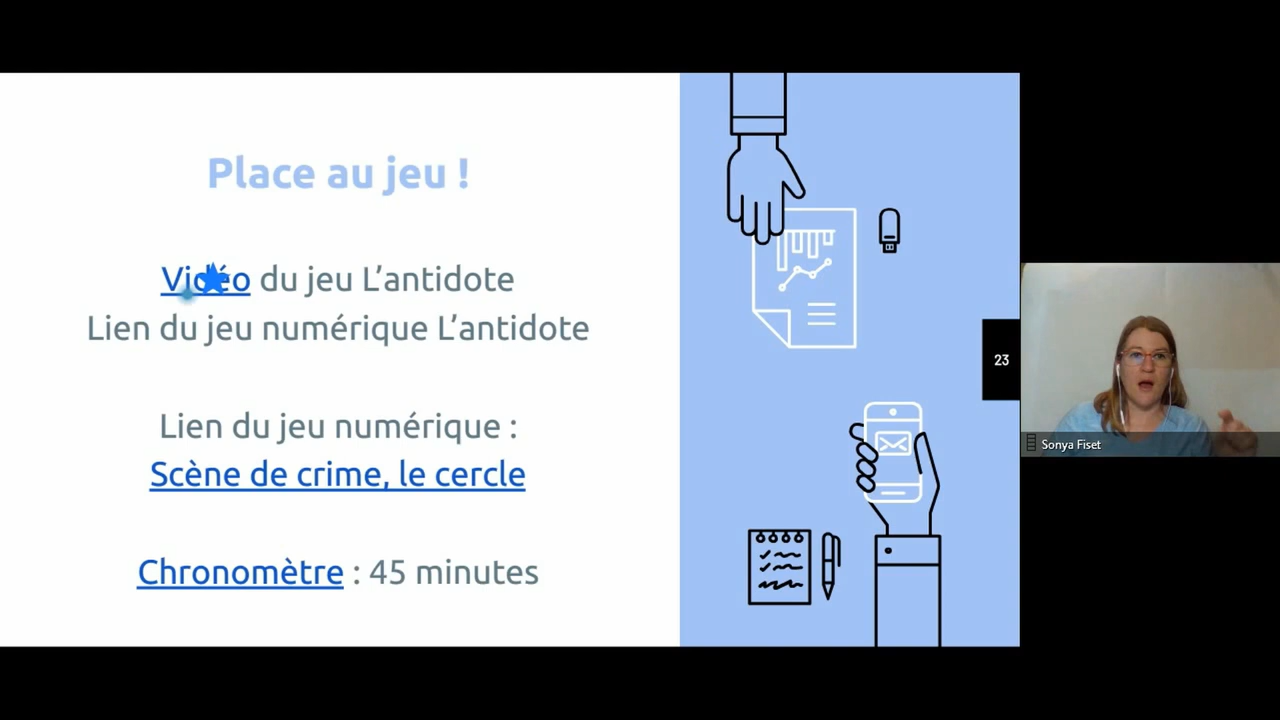 Place au jeu !
Vidéo du jeu L’antidote
Lien du jeu numérique L’antidote
Lien du jeu numérique :
Scène de crime, le cercle
Chronomètre : 45 minutes
23
Sonya Fiset